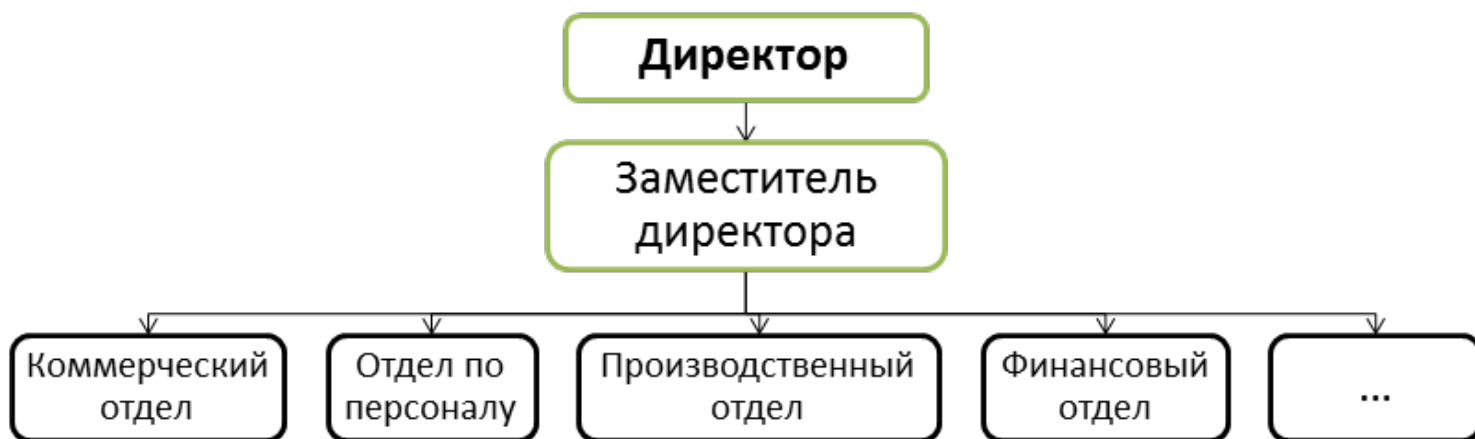 Директор
Заместитель
директора
Коммерческий
отдел
Отдел по
персоналу
Производственный
отдел
Финансовый
отдел
...